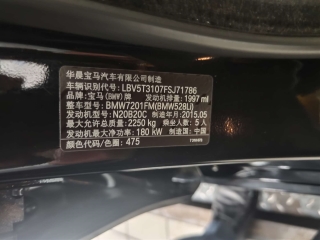 华晨宝马汽车有限公司制造
车辆识别代号: LBV5T3107FSJ71786
品牌: 宝马(BMW)牌 发动机排量: 1997 ml
整车型号: BMW7201FM(BMW528Li)
发动机型号: N20B20C 制造年月: 2015.05
最大允许总质量: 2250 kg 乘坐人数: 5 人
发动机最大净功率: 180 kW 制造国: 中国
颜色代码/色漆: 475